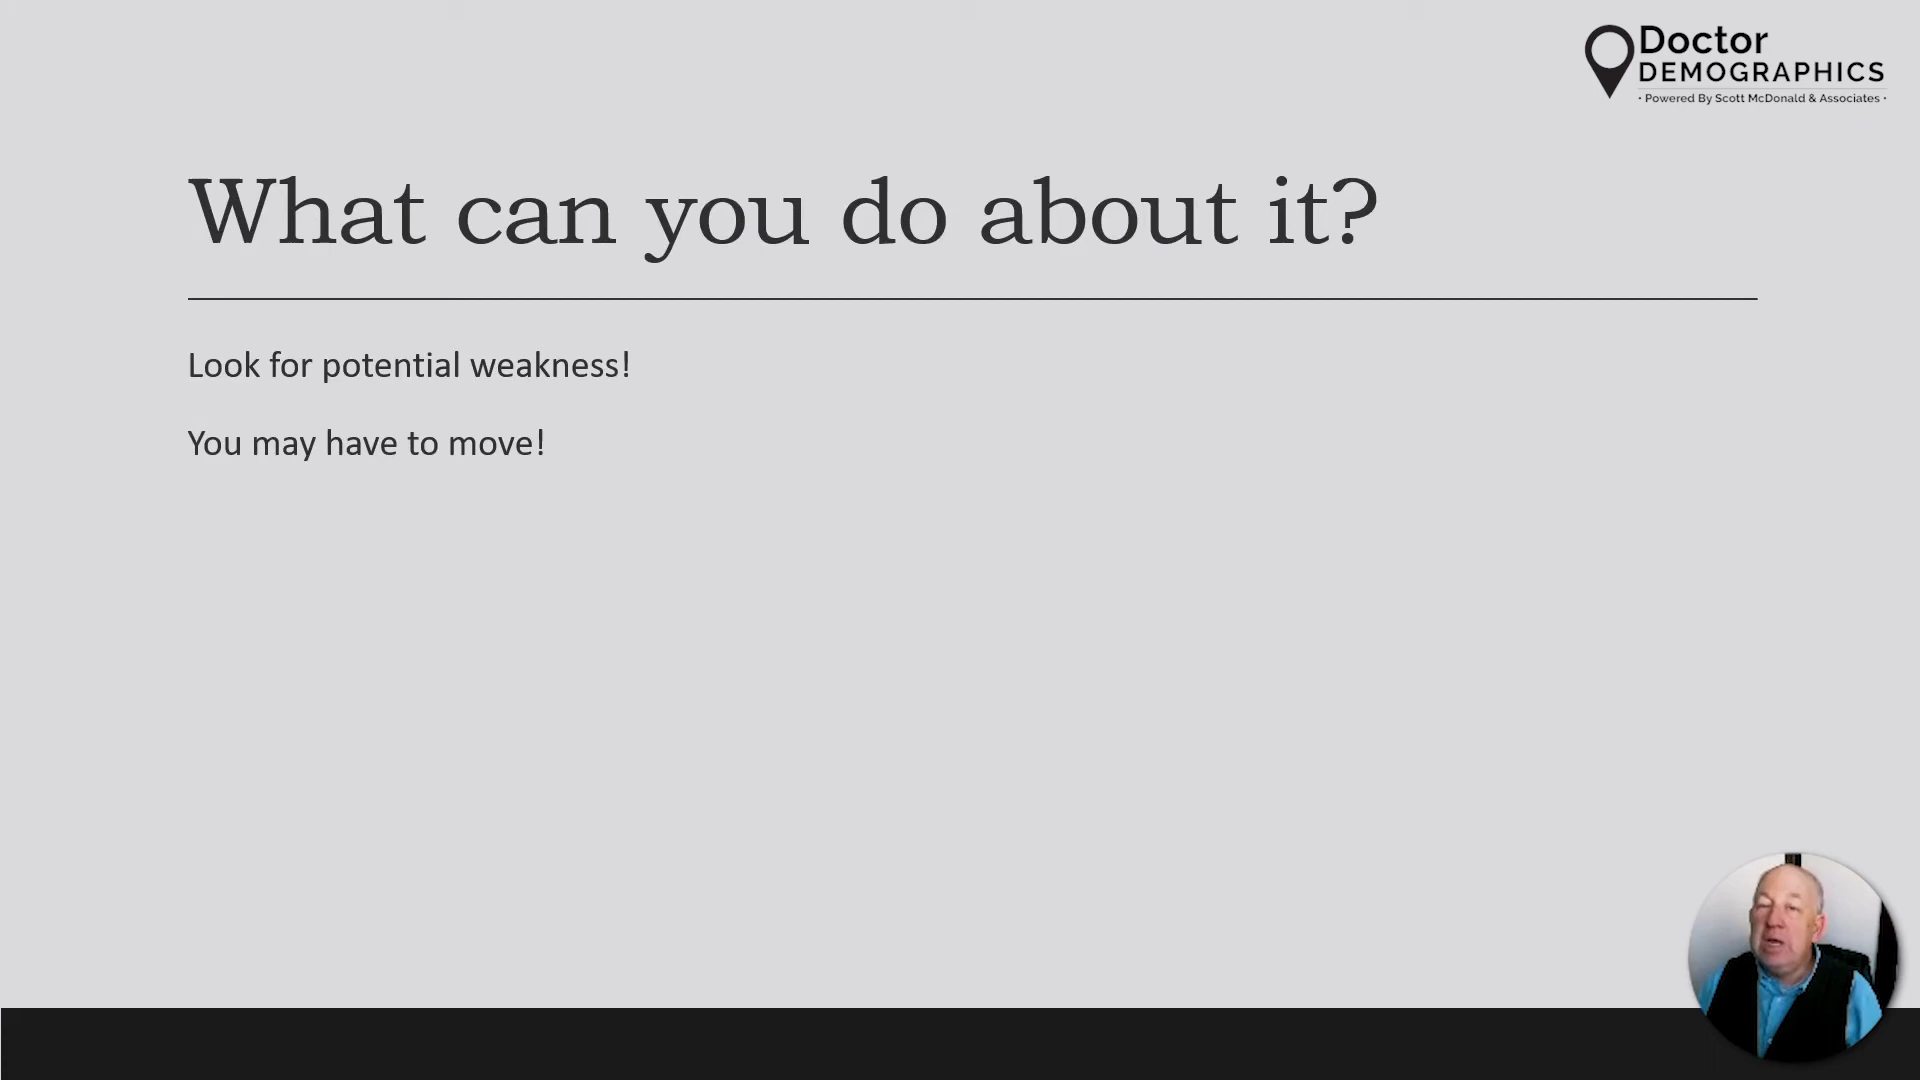 Doctor
DEMOGRAPHICS
• Powered By Scott McDonald & Associates •
What can you do about it?
Look for potential weakness!
You may have to move!